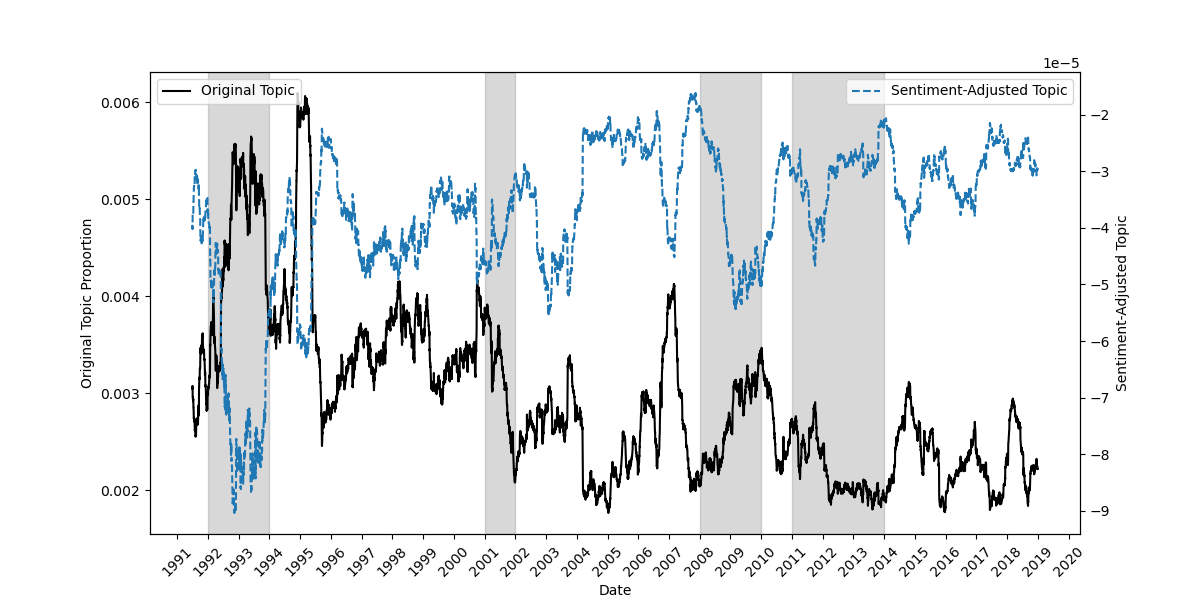 1e−5
Original Topic
Sentiment-Adjusted Topic
0.006
0.005
0.004
0.003
0.002
Original Topic Proportion
−2
−3
−4
−5
−6
−7
−8
−9
Sentiment-Adjusted Topic
1991 1992 1993 1994 1995 1996 1997 1998 1999 2000 2001 2002 2003 2004 2005 2006 2007 2008 2009 2010 2011 2012 2013 2014 2015 2016 2017 2018 2019 2020
Date